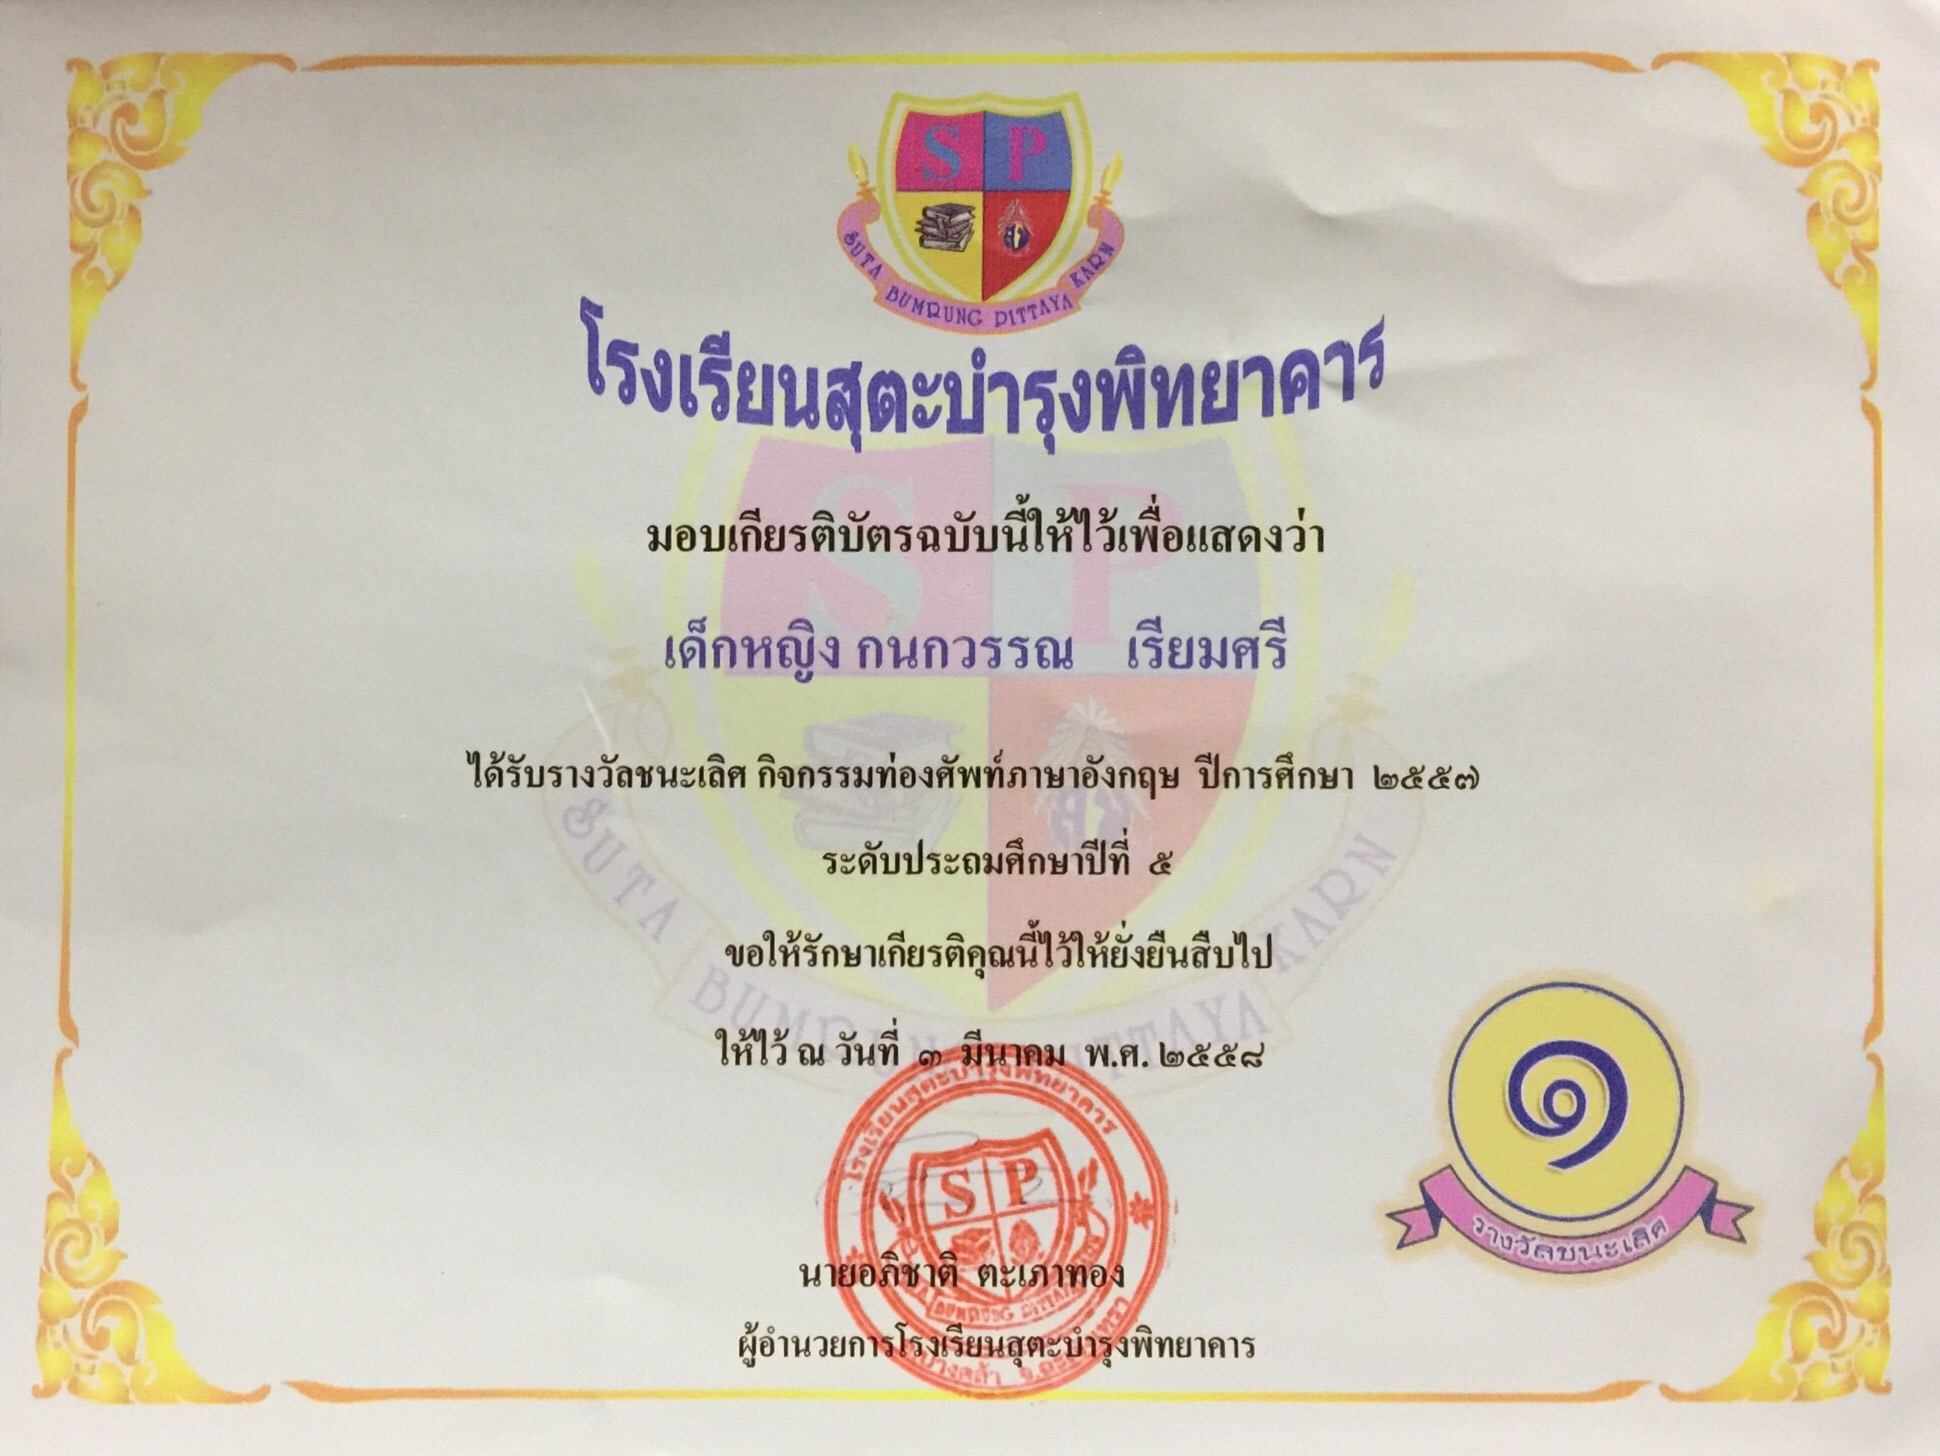 S P
SUTA BUMRUNG PITTAYA KARN
โรงเรียนสุตะบำรุงพิทยาคาร
มอบเกียรติบัตรฉบับนี้ให้ไว้เพื่อแสดงว่า
เด็กหญิง กนกวรรณ เรียมศรี
ได้รับรางวัลชนะเลิศ กิจกรรมท่องศัพท์ภาษาอังกฤษ ปีการศึกษา ๒๕๕๗
ระดับประถมศึกษาปีที่ ๕
ขอให้รักษาเกียรติคุณนี้ไว้ให้ยั่งยืนสืบไป
ให้ไว้ ณ วันที่ ๓ มีนาคม พ.ศ. ๒๕๕๘
โรงเรียนสุตะบำรุงพิทยาคาร
S P
นายอภิชาติ ตะเภาทอง
ผู้อำนวยการโรงเรียนสุตะบำรุงพิทยาคาร
๑
รางวัลชนะเลิศ